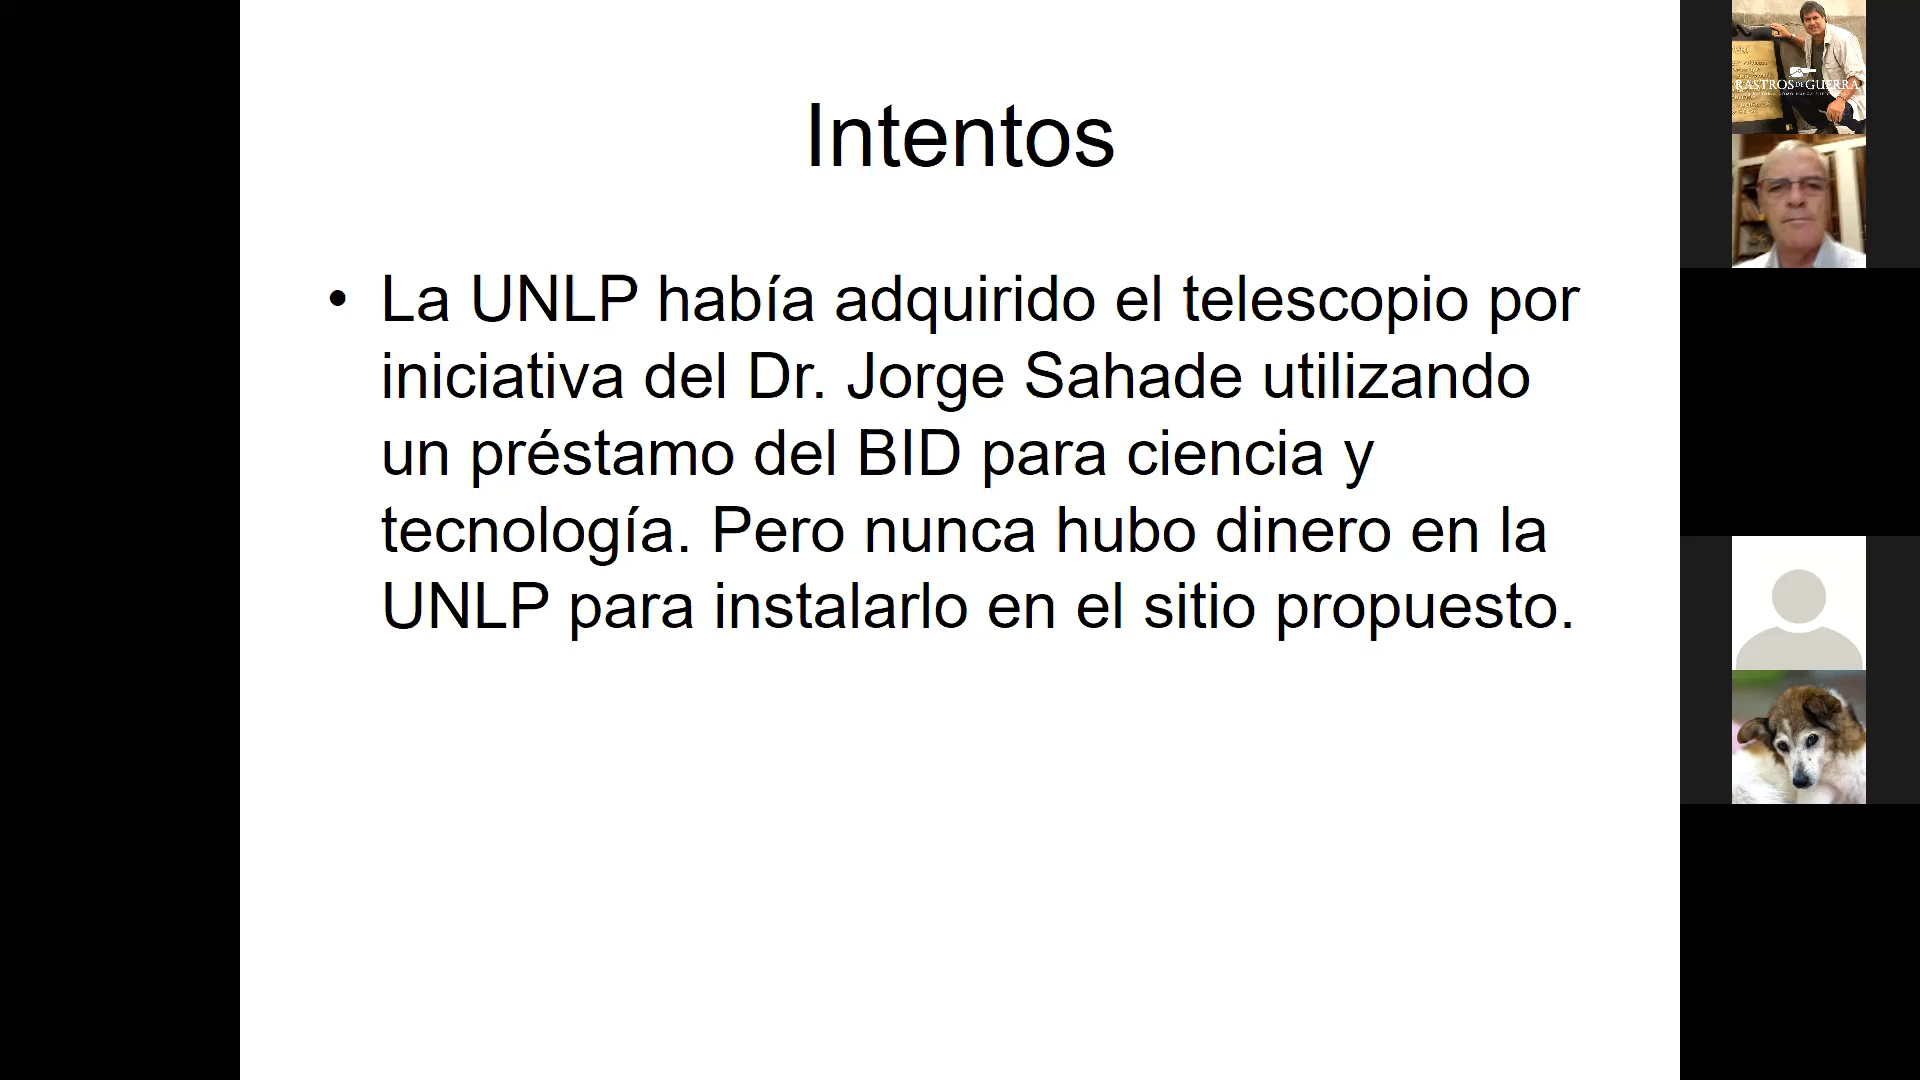 Intentos
• La UNLP había adquirido el telescopio por
iniciativa del Dr. Jorge Sahade utilizando
un préstamo del BID para ciencia y
tecnología. Pero nunca hubo dinero en la
UNLP para instalarlo en el sitio propuesto.
RASTROS DE GUERRA